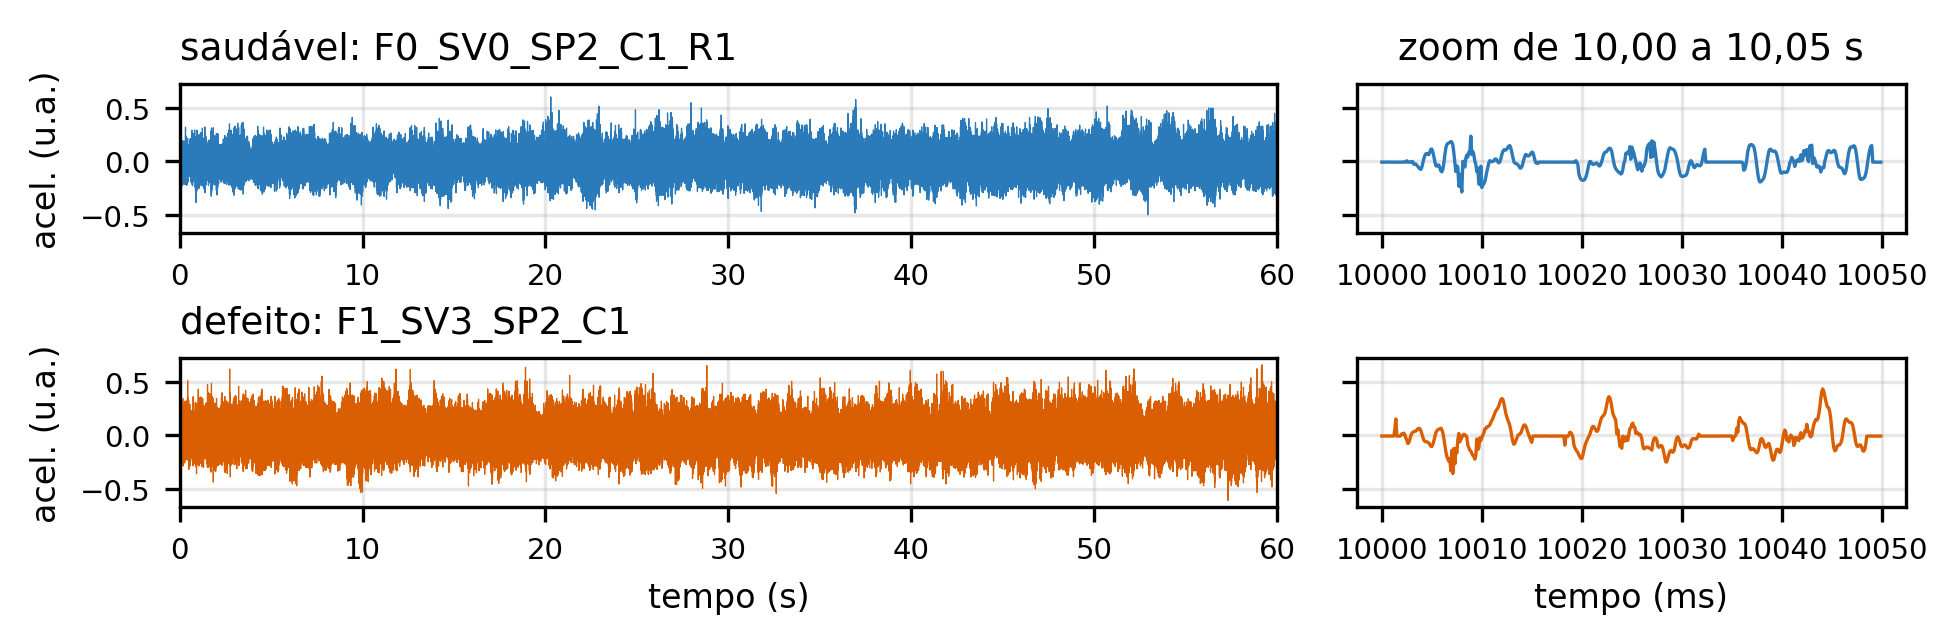 saudável: F0_SV0_SP2_C1_R1
zoom de 10,00 a 10,05 s
acel. (u.a.)
0.5
0.0
−0.5
0 10 20 30 40 50 60
10000 10010 10020 10030 10040 10050
defeito: F1_SV3_SP2_C1
acel. (u.a.)
0.5
0.0
−0.5
0 10 20 30 40 50 60
10000 10010 10020 10030 10040 10050
tempo (s)
tempo (ms)